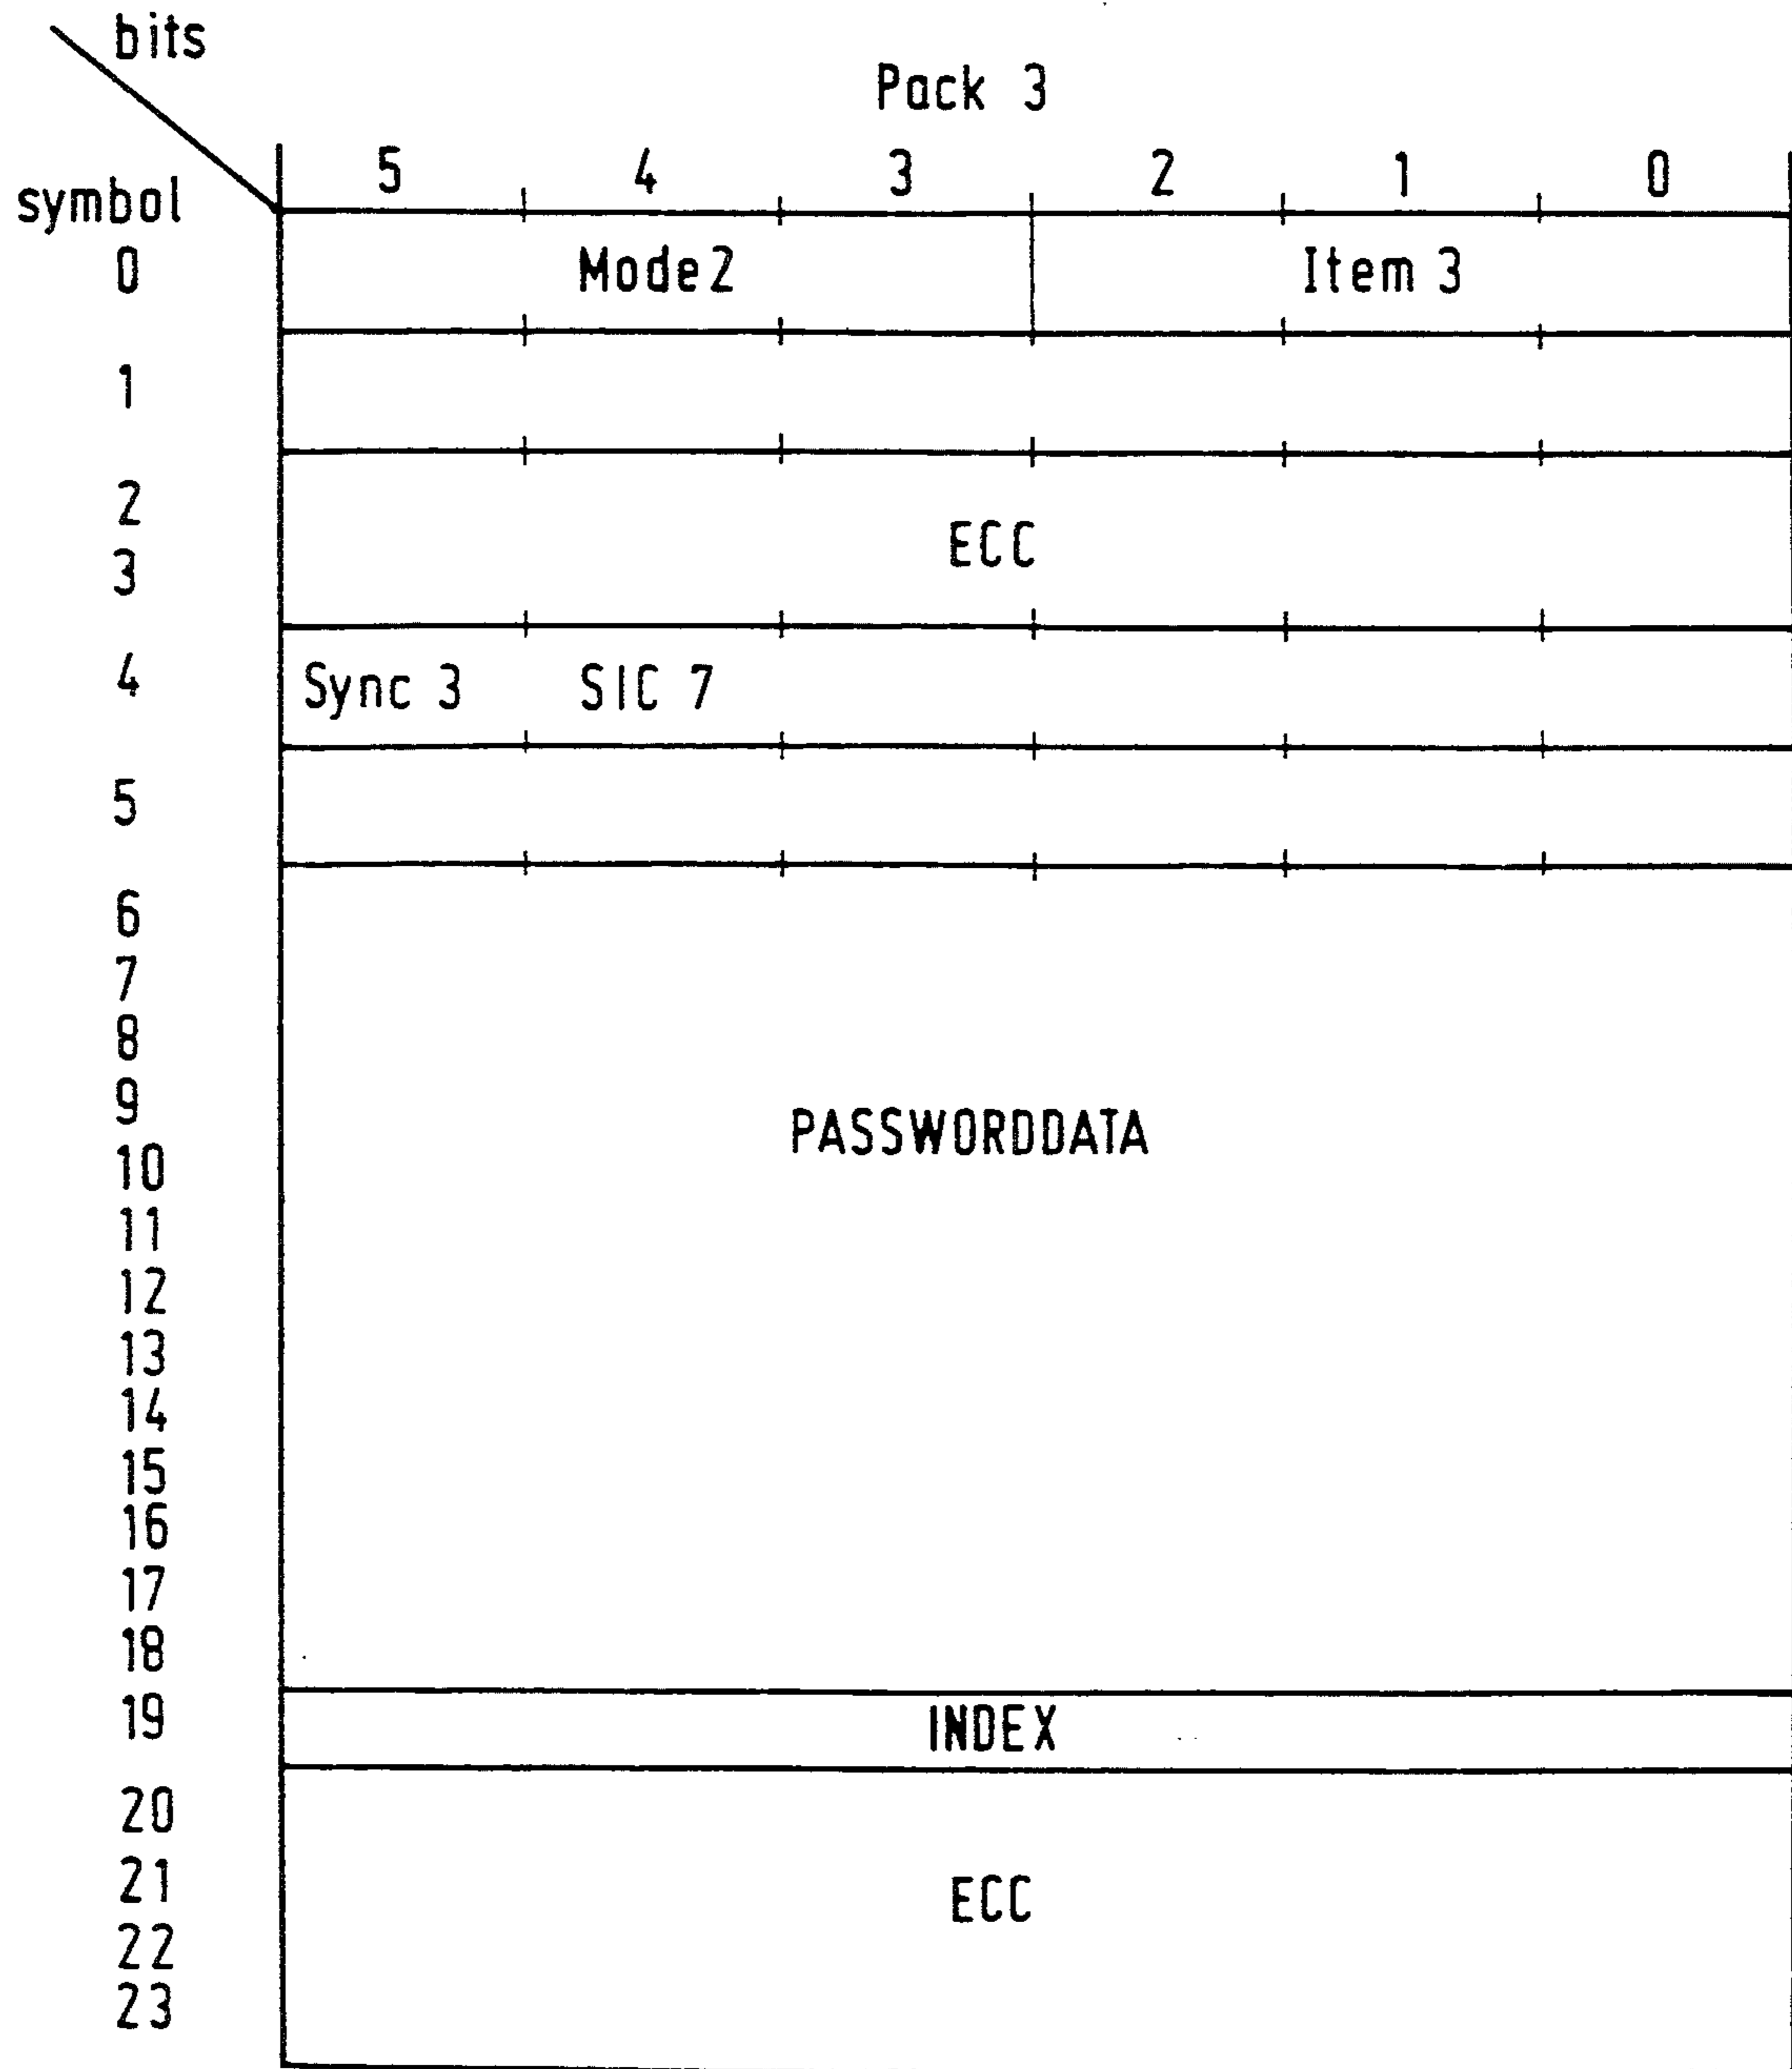 bits
Pack 3
5 4 3 2 1 0
symbol
0 Mode2 Item 3
1
2
ECC
3
4 Sync 3 SIC 7
5
6
7
8
9
PASSWORDDATA
10
11
12
13
14
15
16
17
18
19 INDEX
20
21
ECC
22
23